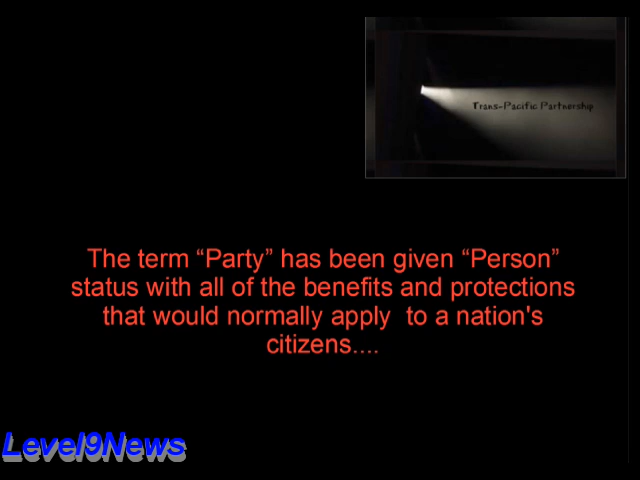 Trans-Pacific Partnership
The term “Party” has been given “Person”
status with all of the benefits and protections
that would normally apply  to a nation's
citizens....
Level9News